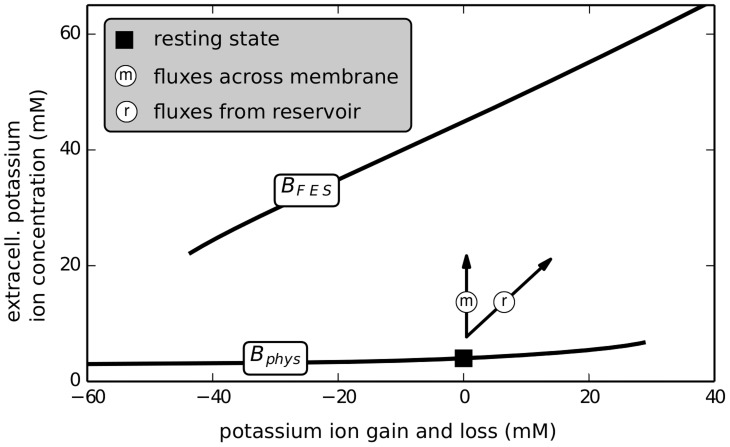 60
resting state
m fluxes across membrane
r fluxes from reservoir
40
B_{FES}
20
m r
B_{phys}
0
−60 −40 −20 0 20 40
potassium ion gain and loss (mM)
extracell. potassium
ion concentration (mM)